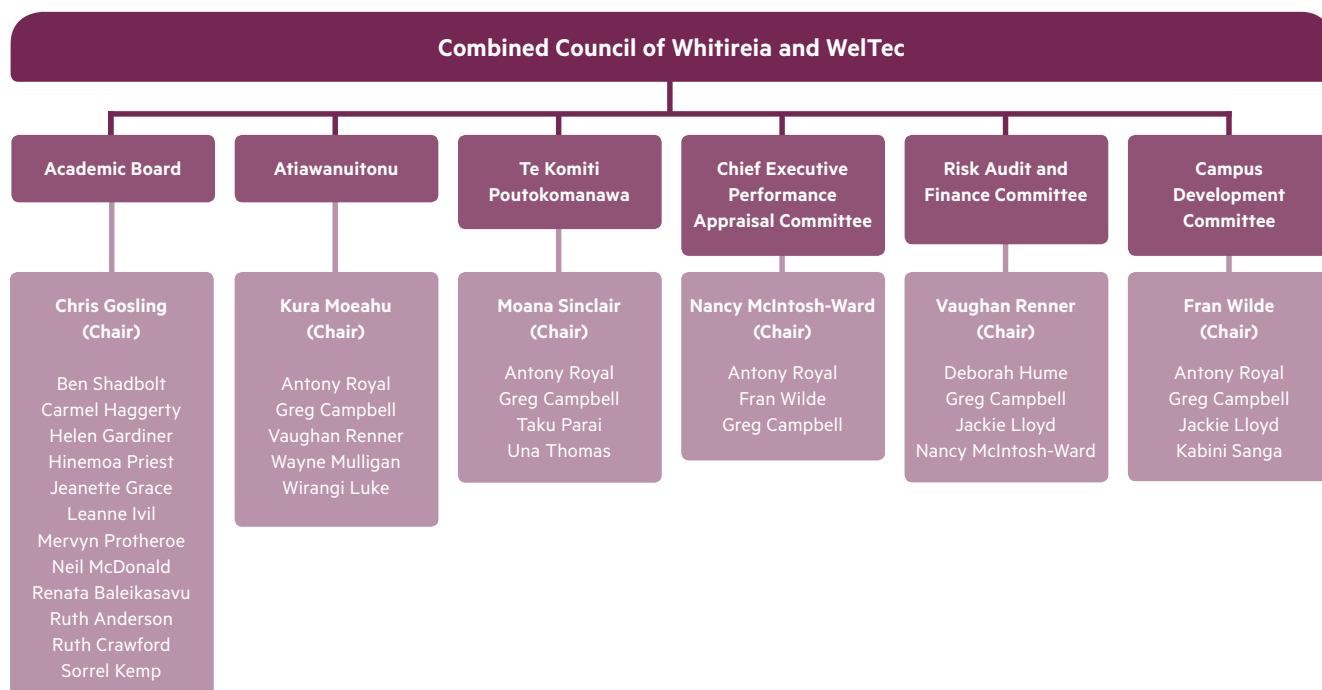 Combined Council of Whitireia and WelTec
Academic Board
Chris Gosling
(Chair)
Ben Shadbolt
Carmel Haggerty
Helen Gardiner
Hinemoa Priest
Jeanette Grace
Leanne Ivil
Mervyn Protheroe
Neil McDonald
Renata Baleikasavu
Ruth Anderson
Ruth Crawford
Sorrel Kemp
Atiawanuitonu
Kura Moeahu
(Chair)
Antony Royal
Greg Campbell
Vaughan Renner
Wayne Mulligan
Wirangi Luke
Te Komiti
Poutokomanawa
Moana Sinclair
(Chair)
Antony Royal
Greg Campbell
Taku Parai
Una Thomas
Chief Executive
Performance
Appraisal Committee
Nancy McIntosh-Ward
(Chair)
Antony Royal
Fran Wilde
Greg Campbell
Risk Audit and
Finance Committee
Vaughan Renner
(Chair)
Deborah Hume
Greg Campbell
Jackie Lloyd
Nancy McIntosh-Ward
Campus
Development
Committee
Fran Wilde
(Chair)
Antony Royal
Greg Campbell
Jackie Lloyd
Kabini Sanga